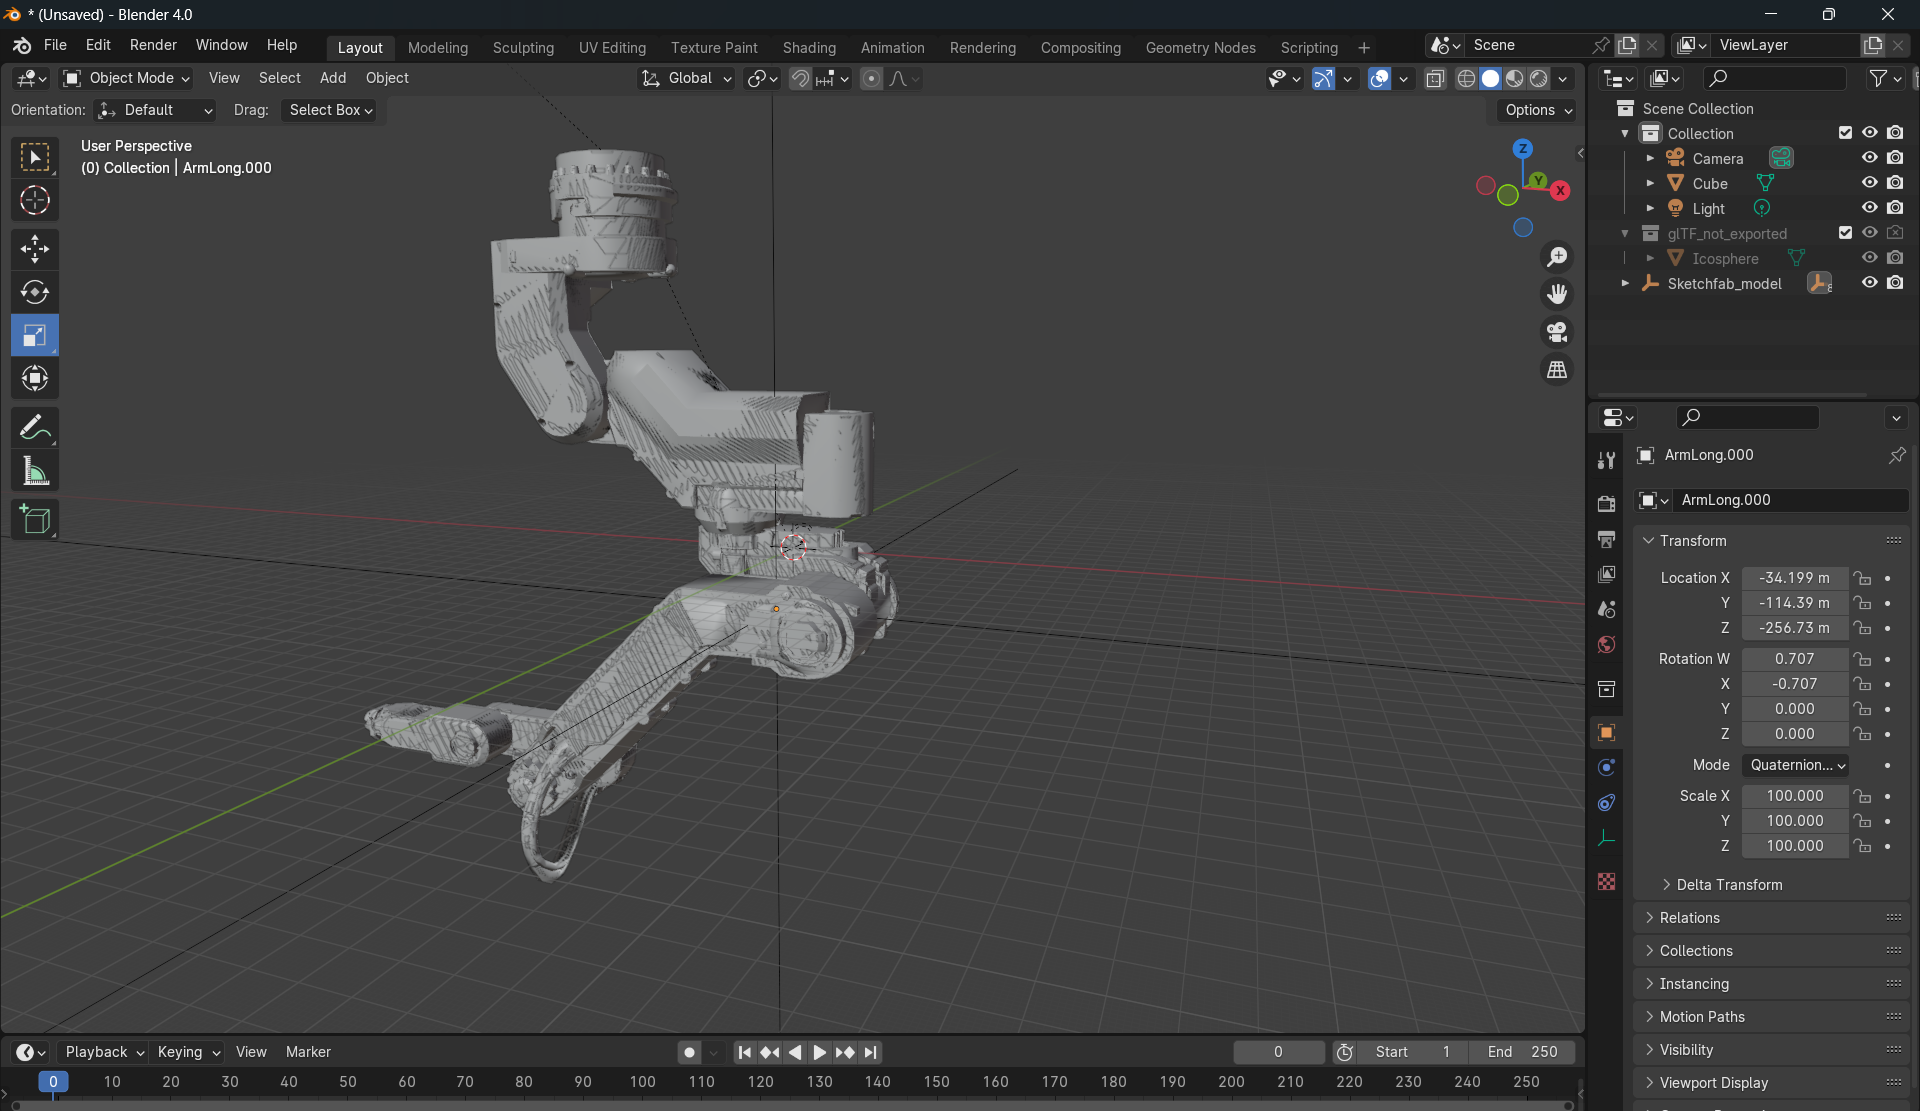 * (Unsaved) - Blender 4.0
File Edit Render Window Help
Layout Modeling Sculpting UV Editing Texture Paint Shading Animation Rendering Compositing Geometry Nodes Scripting +
Scene
ViewLayer
Object Mode View Select Add Object
Global
Orientation: Default Drag: Select Box
Options
User Perspective
(0) Collection | ArmLong.000
Z
Y
X
Scene Collection
Collection
Camera
Cube
Light
glTF_not_exported
Icosphere
Sketchfab_model
8
ArmLong.000
ArmLong.000
Transform
Location X -34.199 m
Y -114.39 m
Z -256.73 m
Rotation W 0.707
X -0.707
Y 0.000
Z 0.000
Mode Quaternion...
Scale X 100.000
Y 100.000
Z 100.000
Delta Transform
Relations
Collections
Instancing
Motion Paths
Visibility
Viewport Display
Playback Keying View Marker
0
Start 1
End 250
0 10 20 30 40 50 60 70 80 90 100 110 120 130 140 150 160 170 180 190 200 210 220 230 240 250